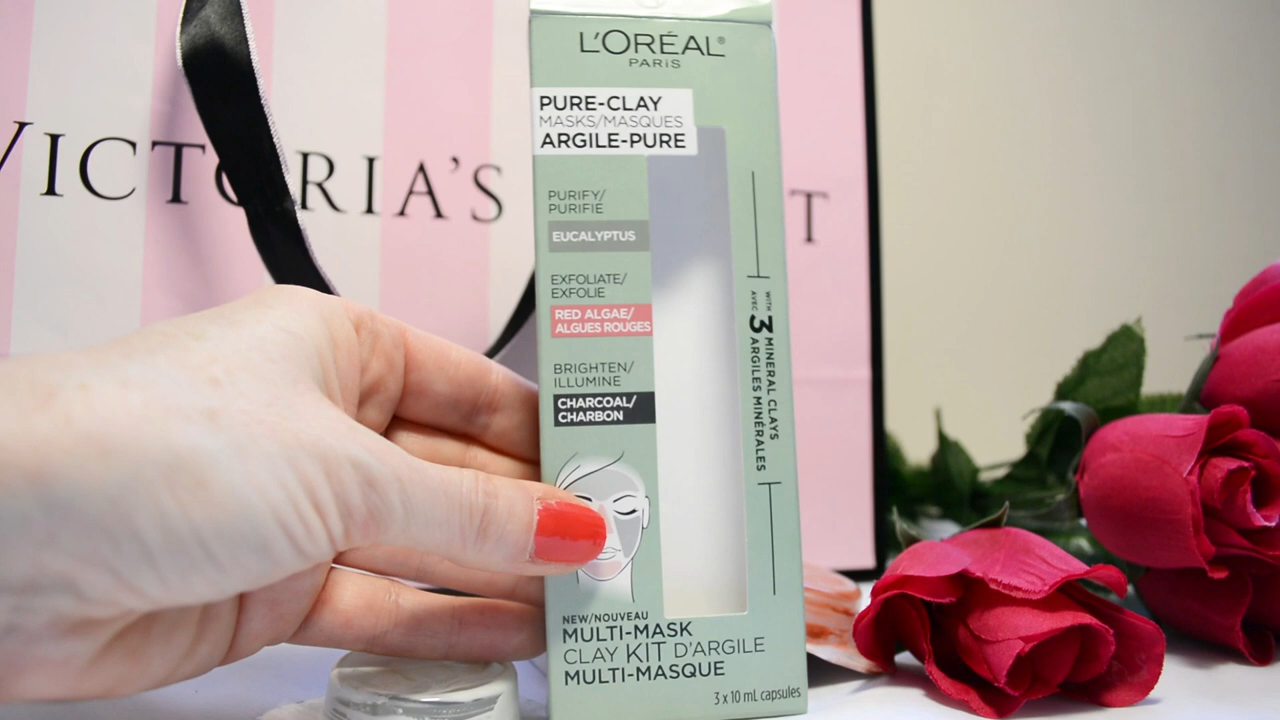 VICTORIA'S
T
L'ORÉAL®
PARIS
PURE-CLAY
MASKS/MASQUES
ARGILE-PURE
PURIFY/
PURIFIE
EUCALYPTUS
EXFOLIATE/
EXFOLIE
RED ALGAE/
ALGUES ROUGES
BRIGHTEN/
ILLUMINE
CHARCOAL/
CHARBON
WITH 3 MINERAL CLAYS
AVEC 3 ARGILES MINÉRALES
NEW/NOUVEAU
MULTI-MASK
CLAY KIT D'ARGILE
MULTI-MASQUE
3 x 10 mL capsules